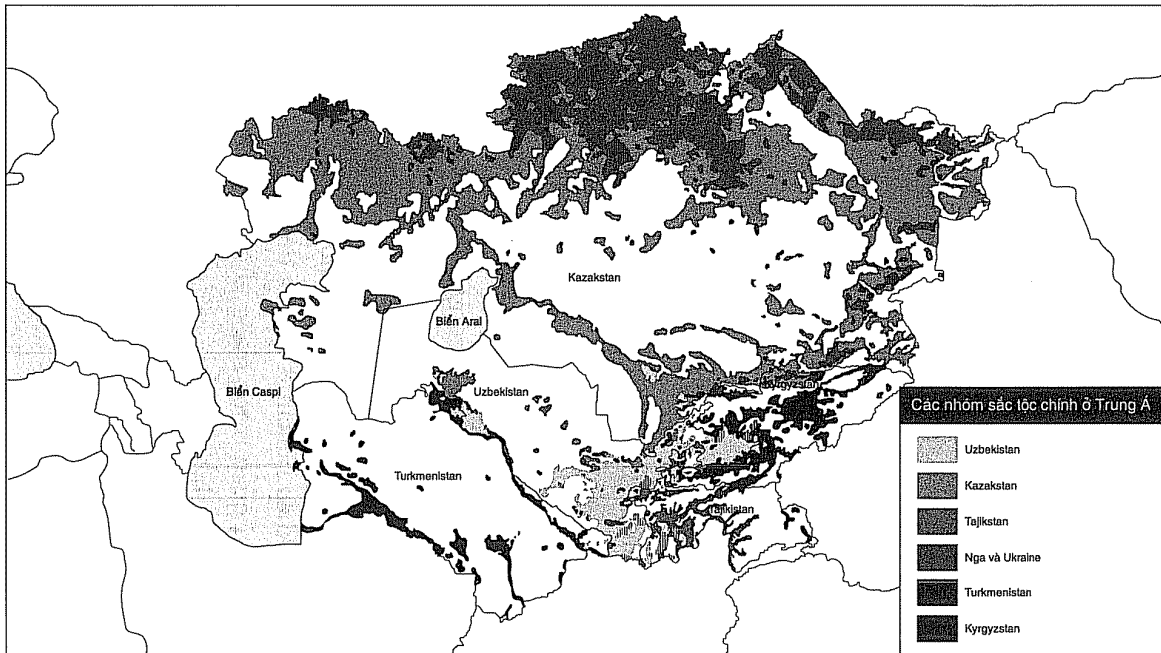 Kazakstan
Biển Aral
Biển Caspi
Uzbekistan
Kyrgyzstan
Turkmenistan
Tajikistan
Các nhóm sắc tộc chính ở Trung Á
Uzbekistan
Kazakstan
Tajikstan
Nga và Ukraine
Turkmenistan
Kyrgyzstan